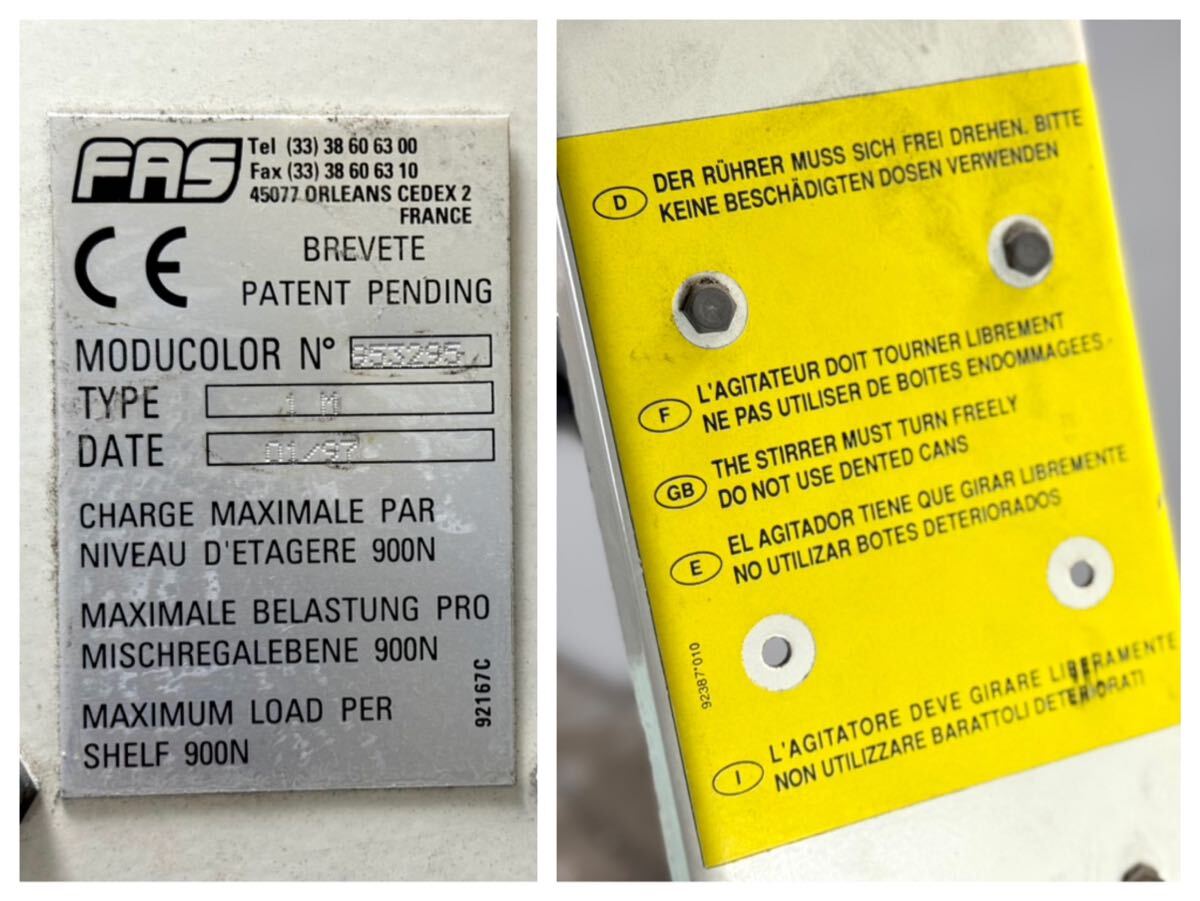 FAS
Tel (33) 38 60 63 00
Fax (33) 38 60 63 10
45077 ORLEANS CEDEX 2
FRANCE
CE
BREVETE
PATENT PENDING
MODUCOLOR N° 953295
TYPE 1 M
DATE 01/97
CHARGE MAXIMALE PAR
NIVEAU D'ETAGERE 900N
MAXIMALE BELASTUNG PRO
MISCHREGALEBENE 900N
MAXIMUM LOAD PER
SHELF 900N
92167C
D
DER RÜHRER MUSS SICH FREI DREHEN. BITTE
KEINE BESCHÄDIGTEN DOSEN VERWENDEN
F
L'AGITATEUR DOIT TOURNER LIBREMENT
NE PAS UTILISER DE BOITES ENDOMMAGEES
GB
THE STIRRER MUST TURN FREELY
DO NOT USE DENTED CANS
E
EL AGITADOR TIENE QUE GIRAR LIBREMENTE
NO UTILIZAR BOTES DETERIORADOS
92387*010
I
L'AGITATORE DEVE GIRARE LIBERAMENTE
NON UTILIZZARE BARATTOLI DETERIORATI